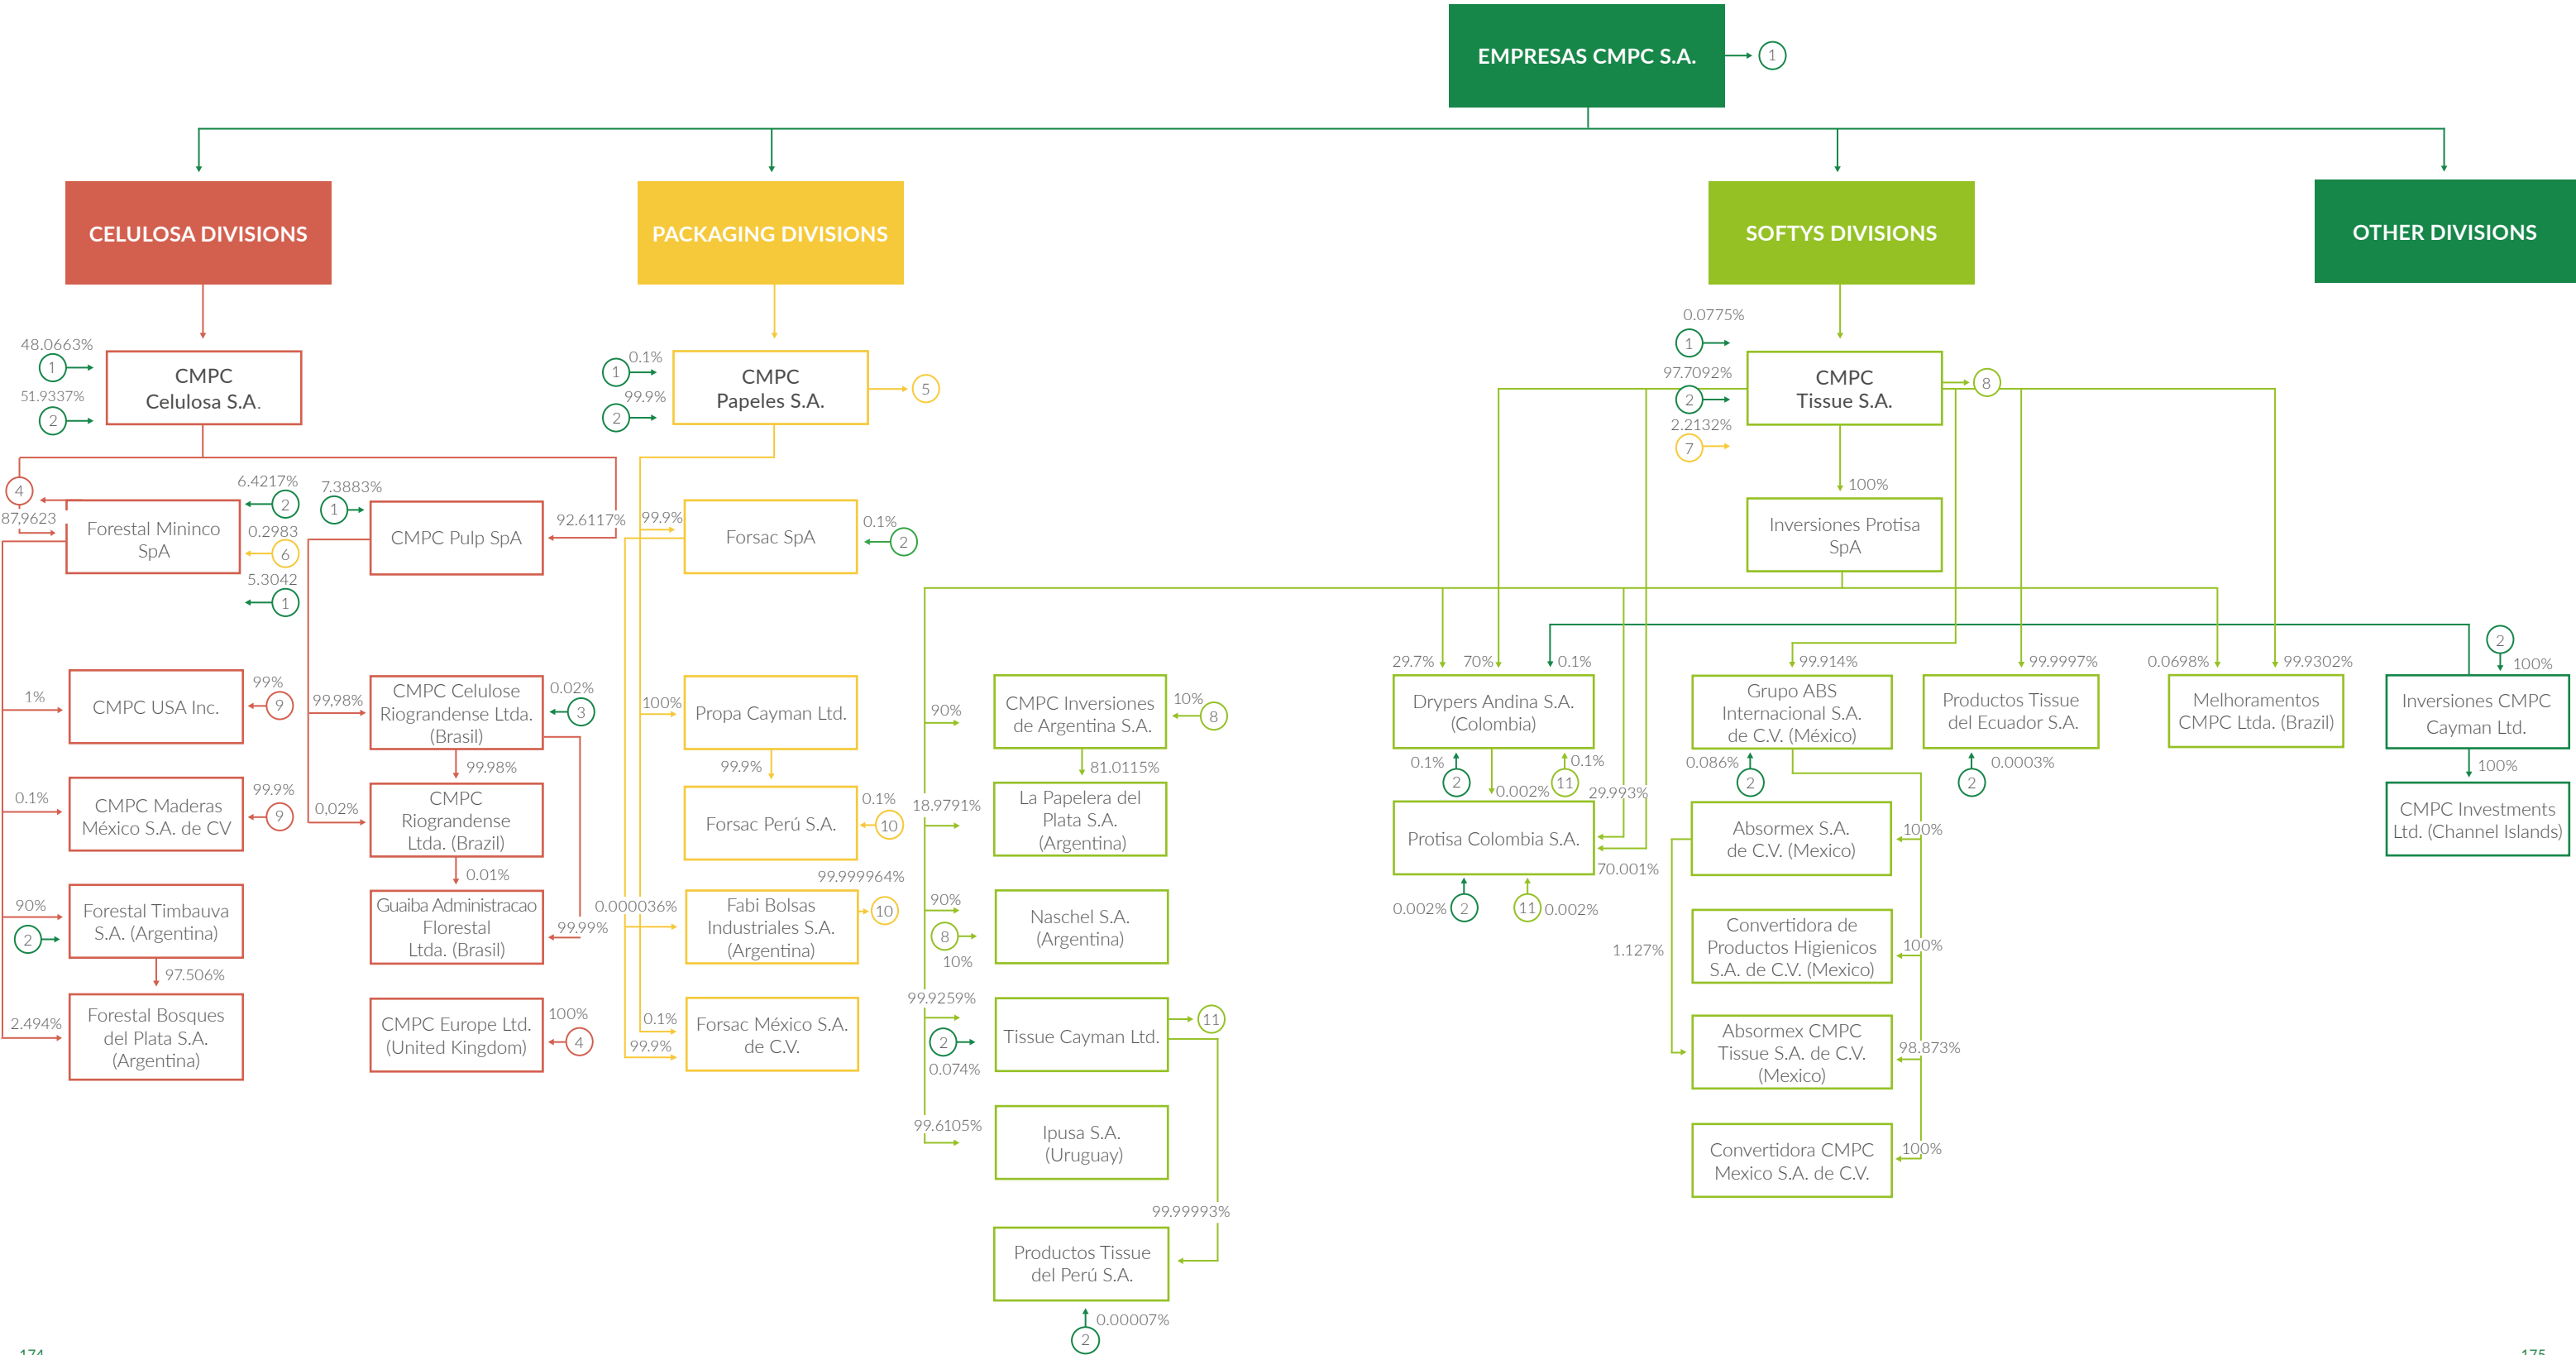 EMPRESAS CMPC S.A.
1
CELULOSA DIVISIONS
PACKAGING DIVISIONS
SOFTYS DIVISIONS
OTHER DIVISIONS
48.0663%
1
51.9337%
2
CMPC
Celulosa S.A.
0.1%
1
99.9%
2
CMPC
Papeles S.A.
5
0.0775%
1
97.7092%
2
2.2132%
7
CMPC
Tissue S.A.
8
4
87,9623
Forestal Mininco
SpA
6.4217%
2
0.2983
6
5.3042
1
7.3883%
1
CMPC Pulp SpA
92.6117%
99.9%
Forsac SpA
0.1%
2
100%
Inversiones Protisa
SpA
1%
CMPC USA Inc.
99%
9
0.1%
CMPC Maderas
México S.A. de CV
99.9%
9
90%
2
Forestal Timbauva
S.A. (Argentina)
97.506%
2.494%
Forestal Bosques
del Plata S.A.
(Argentina)
99,98%
CMPC Celulose
Riograndense Ltda.
(Brasil)
0.02%
3
99.98%
0,02%
CMPC
Riograndense
Ltda. (Brazil)
0.01%
Guaiba Administracao
Florestal
Ltda. (Brasil)
99.99%
CMPC Europe Ltd.
(United Kingdom)
100%
4
100%
Propa Cayman Ltd.
99.9%
Forsac Perú S.A.
0.1%
10
99.999964%
0.000036%
Fabi Bolsas
Industriales S.A.
(Argentina)
10
0.1%
99.9%
Forsac México S.A.
de C.V.
90%
CMPC Inversiones
de Argentina S.A.
10%
8
81.0115%
18.9791%
La Papelera del
Plata S.A.
(Argentina)
90%
8
10%
Naschel S.A.
(Argentina)
99.9259%
2
0.074%
Tissue Cayman Ltd.
11
99.6105%
Ipusa S.A.
(Uruguay)
99.99993%
Productos Tissue
del Perú S.A.
2
0.00007%
29.7%
70%
0.1%
Drypers Andina S.A.
(Colombia)
0.1%
2
0.002%
11
0.1%
29.993%
Protisa Colombia S.A.
70.001%
0.002%
2
11
0.002%
99.914%
Grupo ABS
Internacional S.A.
de C.V. (México)
0.086%
2
Absormex S.A.
de C.V. (Mexico)
100%
Convertidora de
Productos Higienicos
S.A. de C.V. (Mexico)
100%
1.127%
Absormex CMPC
Tissue S.A. de C.V.
(Mexico)
98.873%
Convertidora CMPC
Mexico S.A. de C.V.
100%
99.9997%
Productos Tissue
del Ecuador S.A.
2
0.0003%
0.0698%
99.9302%
Melhoramentos
CMPC Ltda. (Brazil)
2
100%
Inversiones CMPC
Cayman Ltd.
100%
CMPC Investments
Ltd. (Channel Islands)
174
175